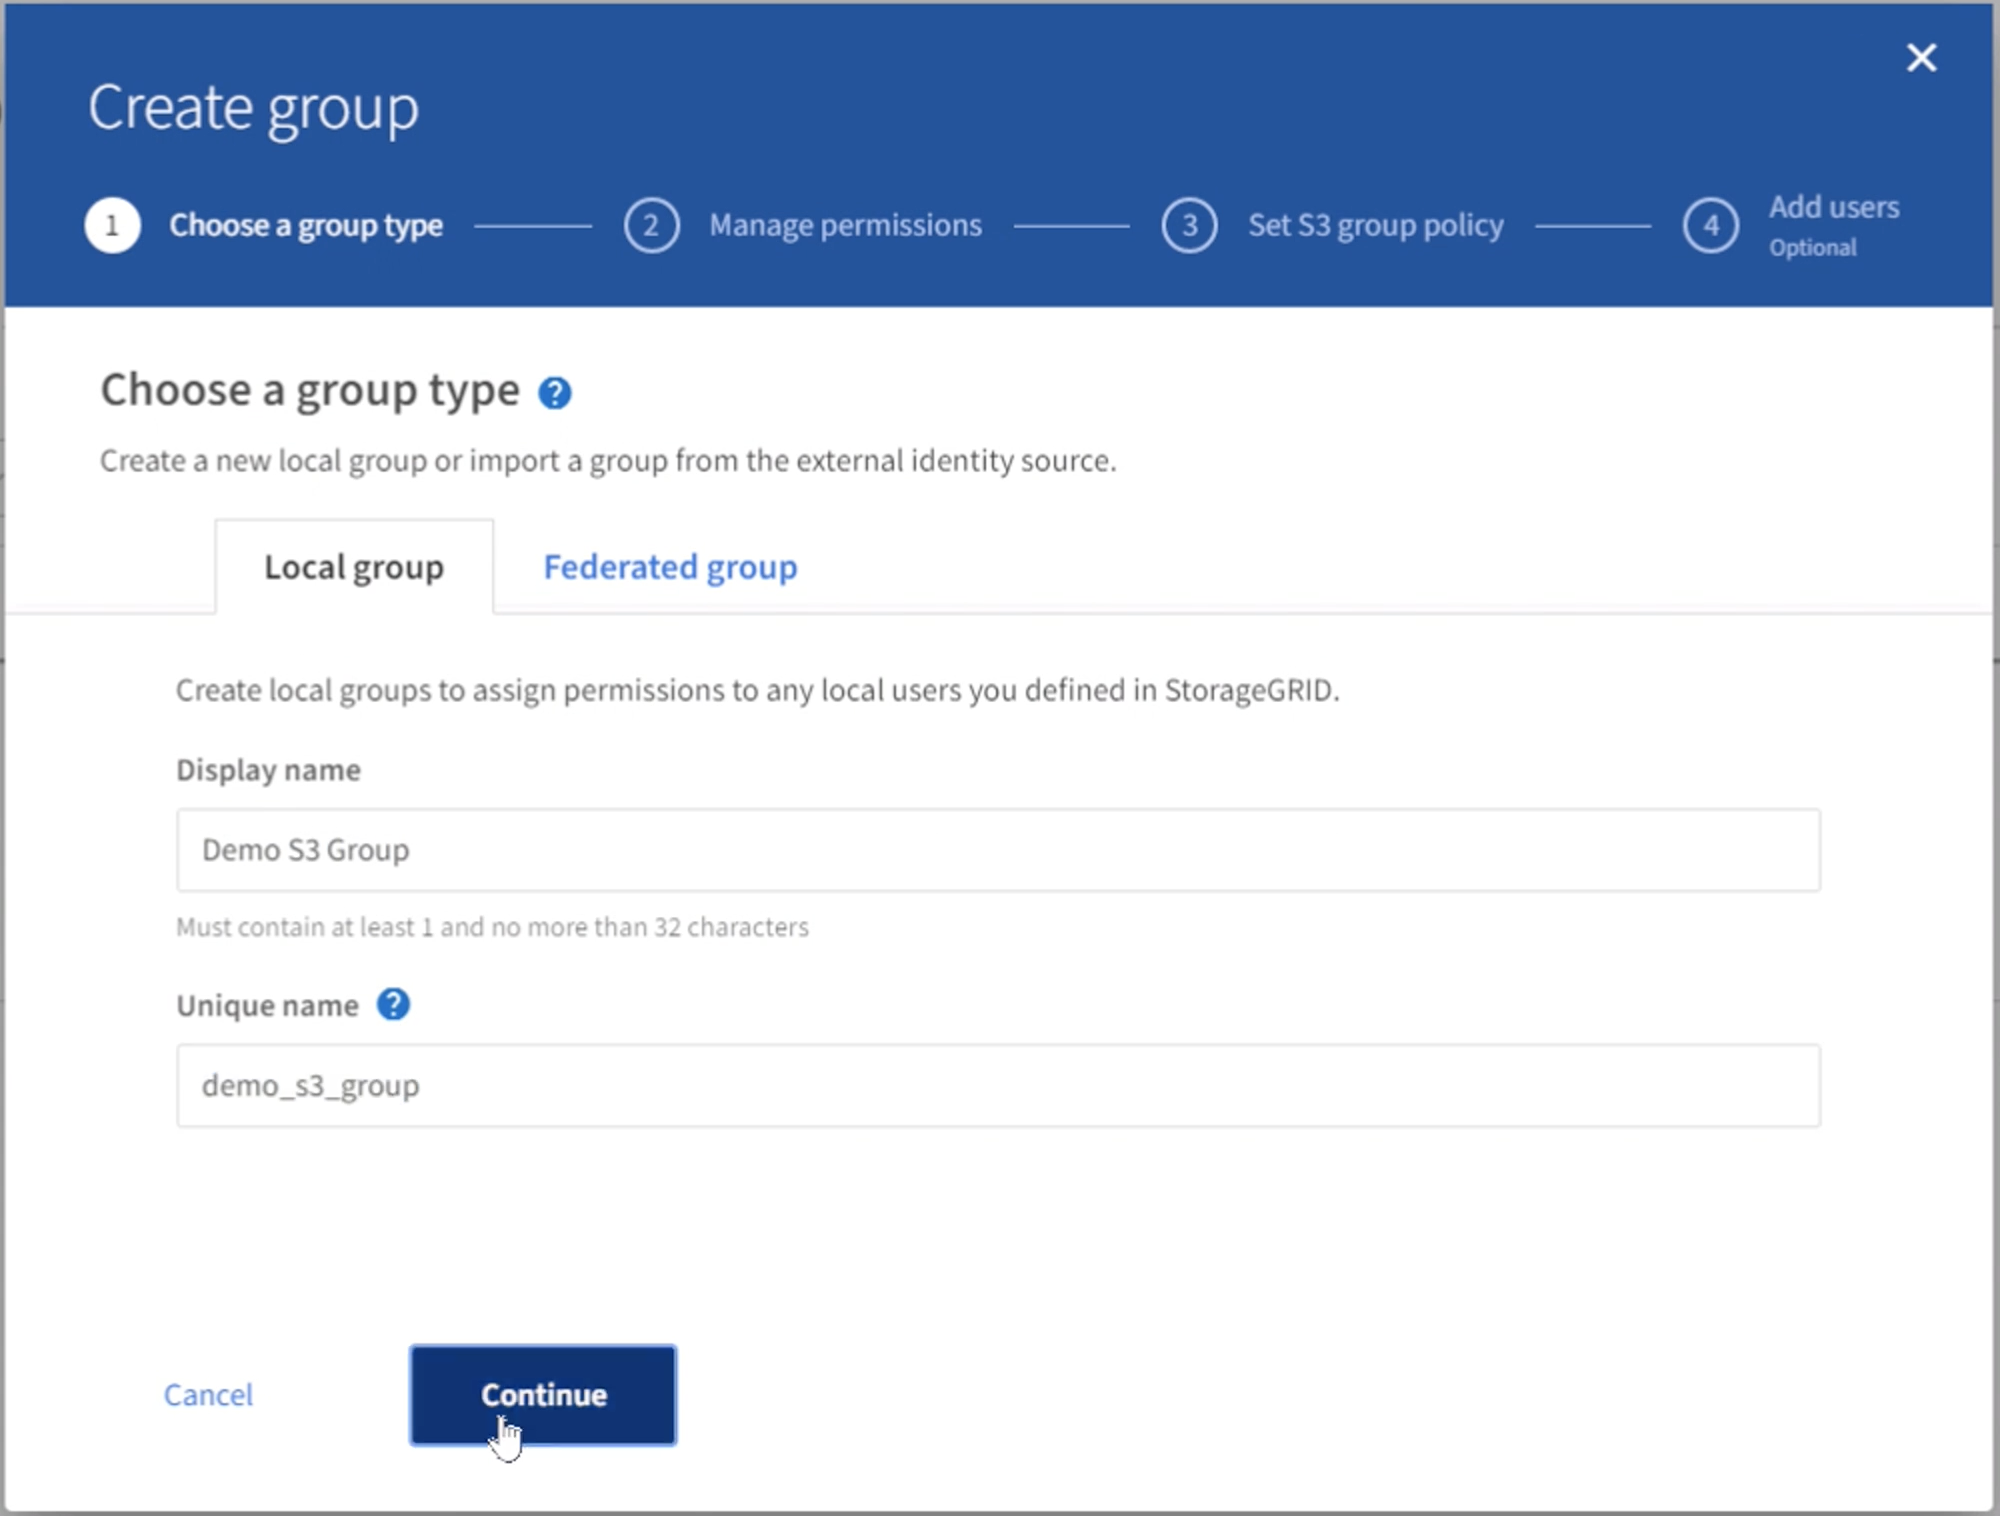 Create group
1 Choose a group type 2 Manage permissions 3 Set S3 group policy 4 Add users
Optional
Choose a group type ?
Create a new local group or import a group from the external identity source.
Local group Federated group
Create local groups to assign permissions to any local users you defined in StorageGRID.
Display name
Demo S3 Group
Must contain at least 1 and no more than 32 characters
Unique name ?
demo_s3_group
Cancel Continue